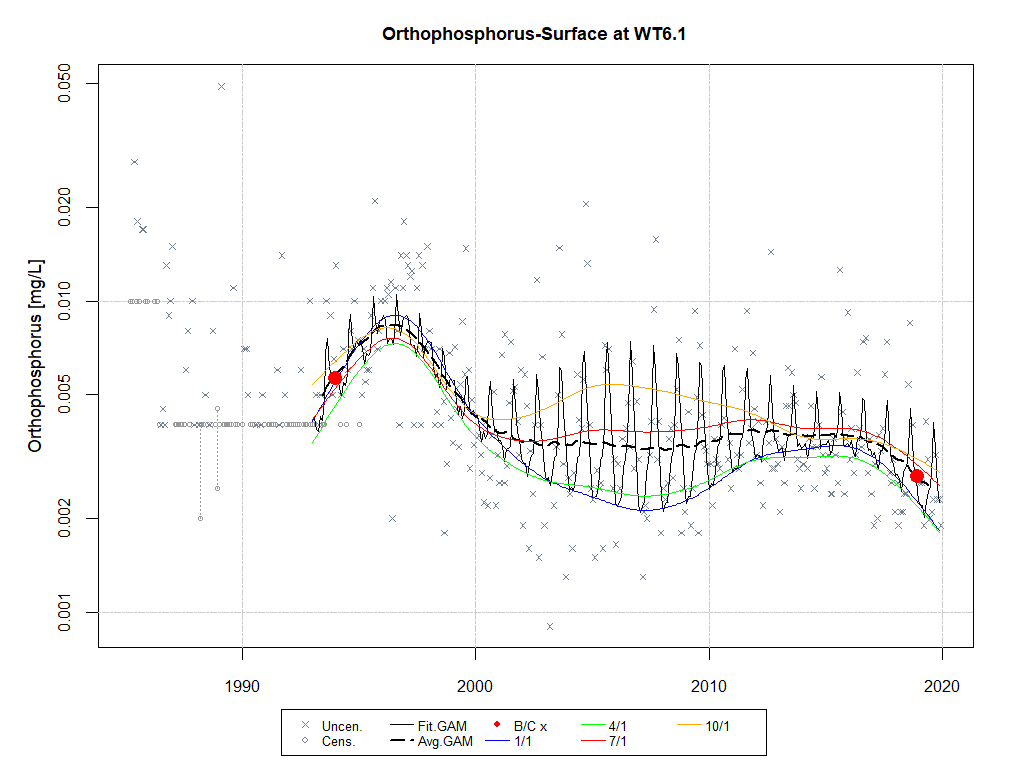 Orthophosphorus-Surface at WT6.1
Orthophosphorus [mg/L]
0.050
0.020
0.010
0.005
0.002
0.001
1990 2000 2010 2020
Uncen. Fit.GAM B/C x 4/1 10/1
Cens. Avg.GAM 1/1 7/1